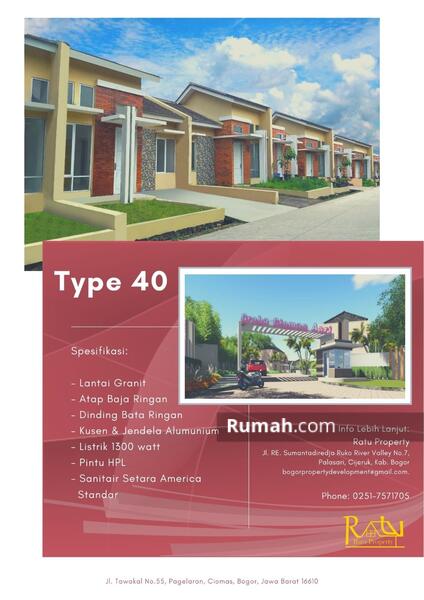 Type 40
Spesifikasi:
- Lantai Granit
- Atap Baja Ringan
- Dinding Bata Ringan
- Kusen & Jendela Alumunium
- Listrik 1300 watt
- Pintu HPL
- Sanitair Setara America
Standar
Rumah.com
Info Lebih Lanjut:
Ratu Property
Jl. RE. Sumantadiredja Ruko River Valley No.7,
Palasari, Cijeruk, Kab. Bogor
bogorpropertydevelopment@gmail.com.
Phone: 0251-7571705
Ratu
Ratu Property
Jl. Tawakal No.55, Pagelaran, Ciomas, Bogor, Jawa Barat 16610